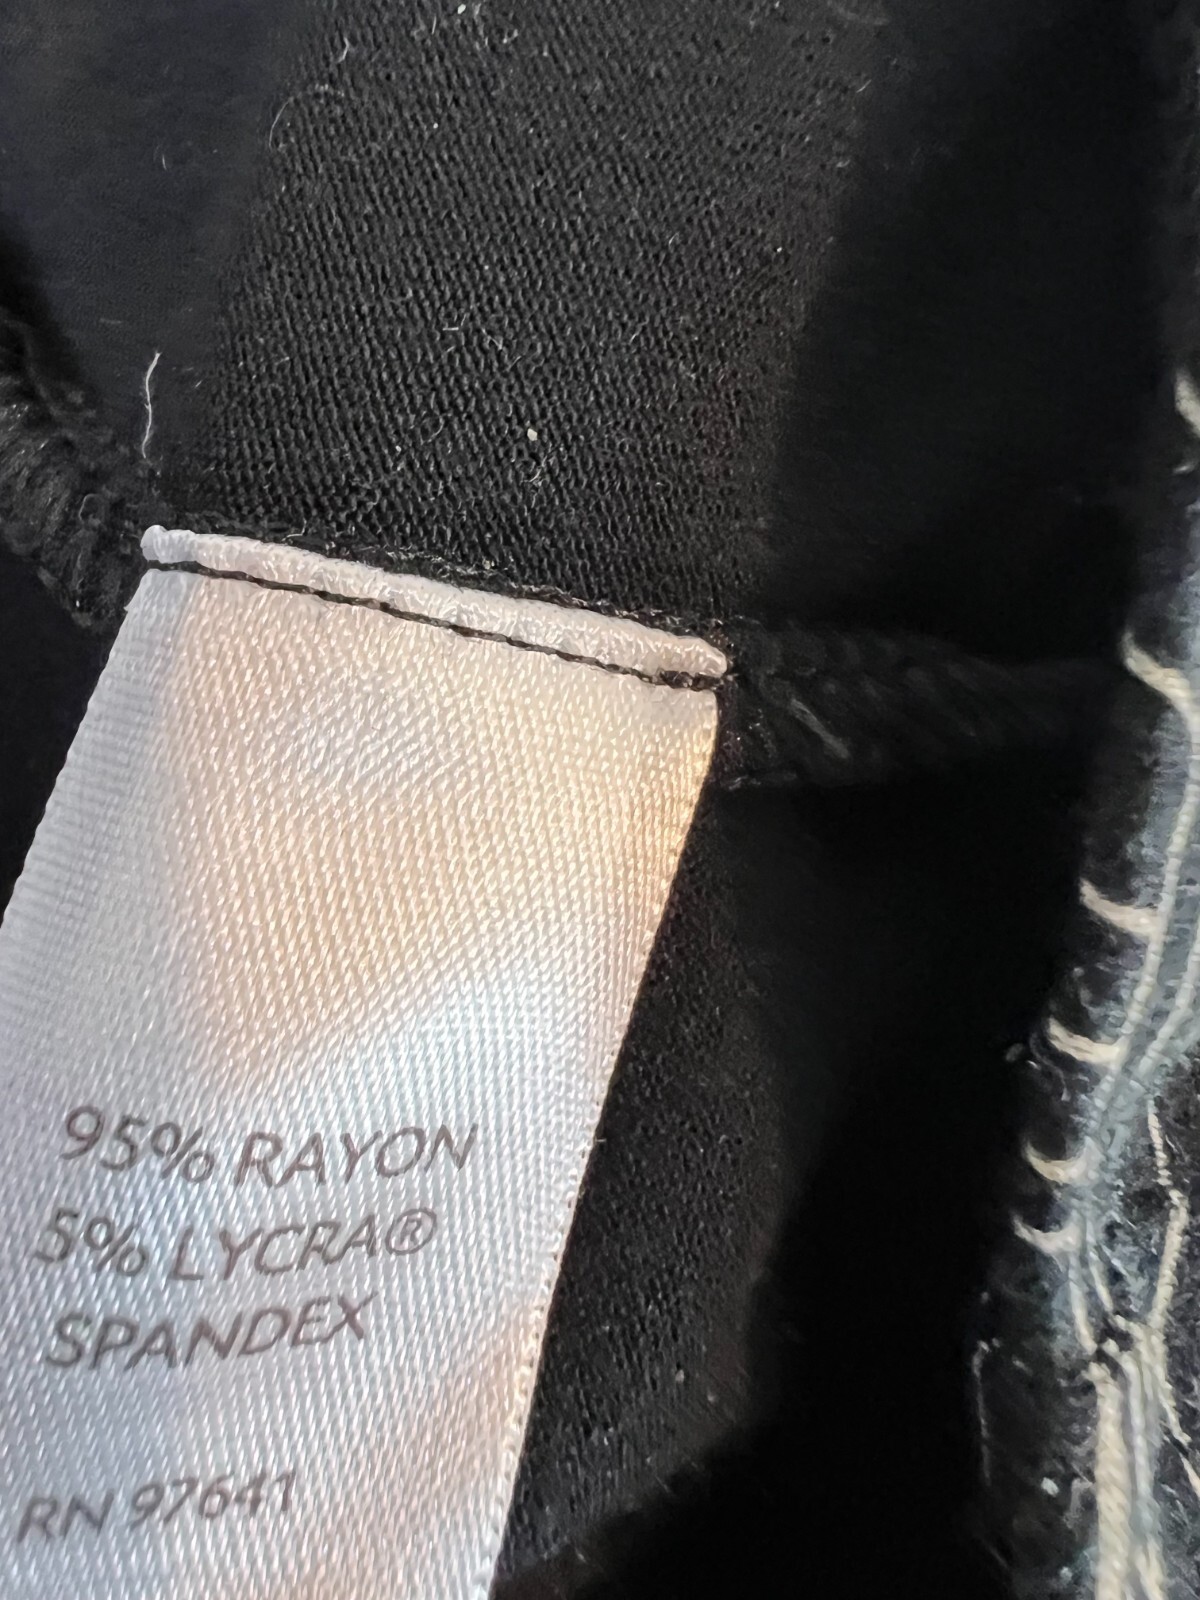 95% RAYON
5% LYCRA®
SPANDEX
RN 97641